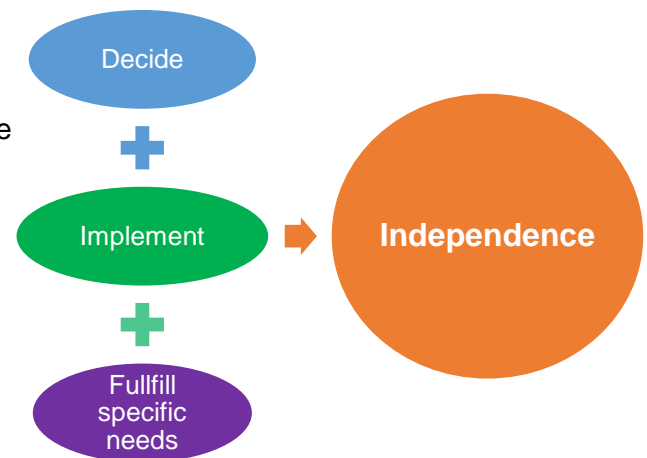 Decide
e
Implement
Independence
Fullfill
specific
needs